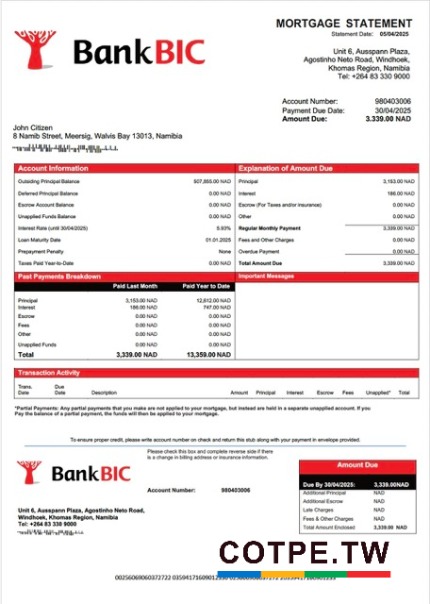 MORTGAGE STATEMENT
Statement Date: 05/04/2025
BankBIC
Unit 6, Ausspann Plaza,
Agostinho Neto Road, Windhoek,
Khomas Region, Namibia
Tel: +264 83 330 9000
Account Number: 980403006
Payment Due Date: 30/04/2025
Amount Due: 3.339.00 NAD
John Citizen
8 Namib Street, Meersig, Walvis Bay 13013, Namibia
Account Information
Outsiding Principal Balance 507,865.00 NAD
Deferred Principal Balance 0.00 NAD
Escrow Account Balance 0.00 NAD
Unapplied Funds Balance 0.00 NAD
Interest Rate (until 30/04/2025)
Loan Maturity Date 01.01.2025
Prepayment Penalty None
Taxes Paid Year-to-Date 0.00 NAD
Explanation of Amount Due
Principal 3,153.00 NAD
Interest 186.00 NAD
Escrow (For Taxes and/or insurance) 0.00 NAD
Other 0.00 NAD
Regular Monthly Payment 3,339.00 NAD
Fees and Other Charges 0.00 NAD
Overdue Payment 0.00 NAD
Total Amount Due 3,339.00 NAD
Past Payments Breakdown
Paid Last Month Paid Year to Date
Principal 3,153.00 NAD 12,612.00 NAD
Interest 186.00 NAD 747.00 NAD
Escrow 0.00 NAD 0.00 NAD
Fees 0.00 NAD 0.00 NAD
Other 0.00 NAD 0.00 NAD
Unapplied Funds 0.00 NAD 0.00 NAD
Total 3,339.00 NAD 13,359.00 NAD
Important Messages
Transaction Activity
Trans. Date Due Date Description Amount Principal Interest Escrow Fees Unapplied* Total
*Partial Payments: Any partial payments that you make are not applied to your mortgage, but instead are held in a separate unapplied account. If you
Pay the balance of a partial payment, the funds will then be applied to your mortgage.
To ensure proper credit, please write account number on check and return this stub along with your payment in envelope provided.
Please check this box and complete reverse side if there
is a change in billing address or insurance information.
BankBIC
Account Number: 980403006
Unit 6, Ausspann Plaza, Agostinho Neto Road,
Windhoek, Khomas Region, Namibia
Tel: +264 83 330 9000
Amount Due
Due By 30/04/2025: 3,339.00NAD
Additional Principal NAD
Additional Escrow NAD
Late Charges NAD
Fees & Other Charges NAD
Total Amount Enclosed 3,339.00 NAD
COTPE.TW